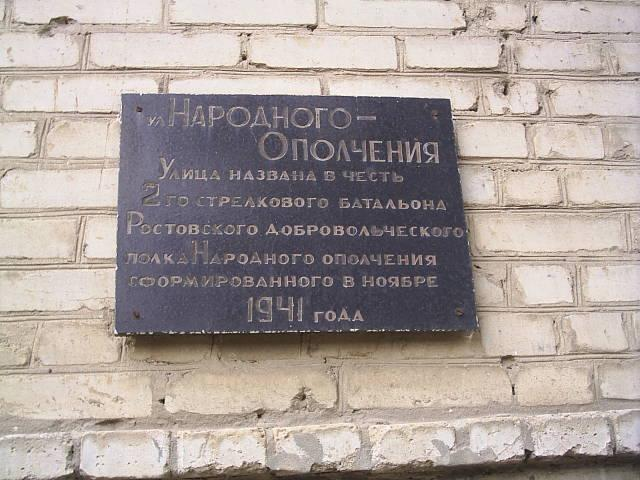 ул Народного-
Ополчения
Улица названа в честь
2го стрелкового батальона
Ростовского добровольческого
полка Народного ополчения
сформированного в ноябре
1941 года